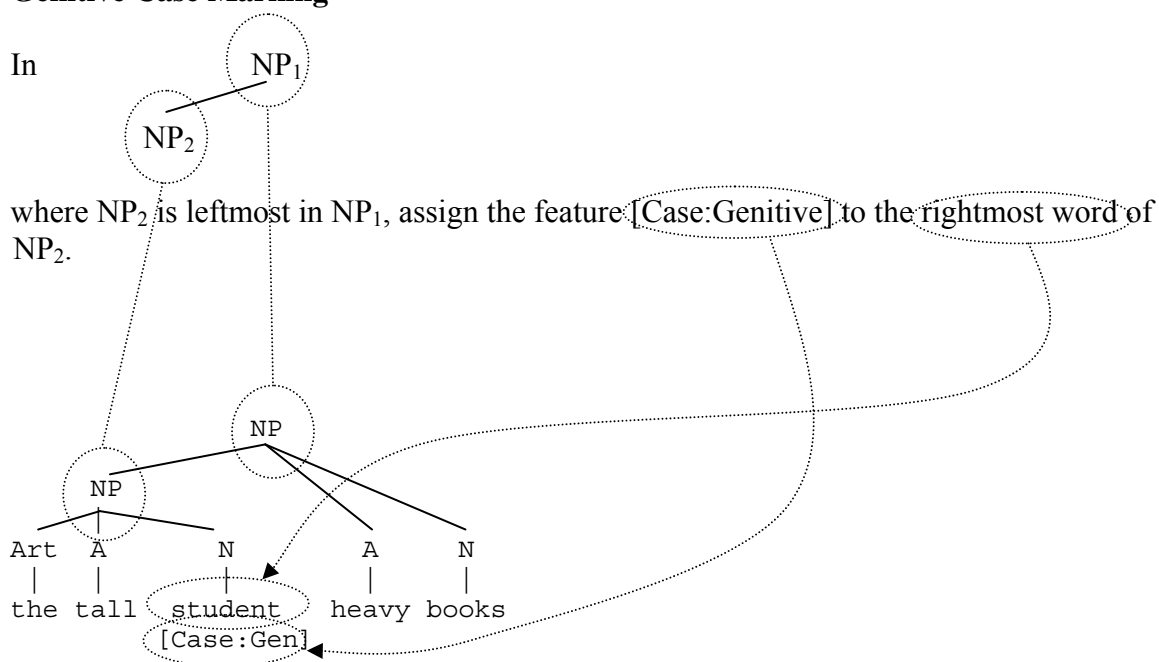 Genitive Case Marking
In NP1
NP2
where NP2 is leftmost in NP1, assign the feature [Case:Genitive] to the rightmost word of
NP2.
NP
NP
Art A N A N
the tall student heavy books
[Case:Gen]